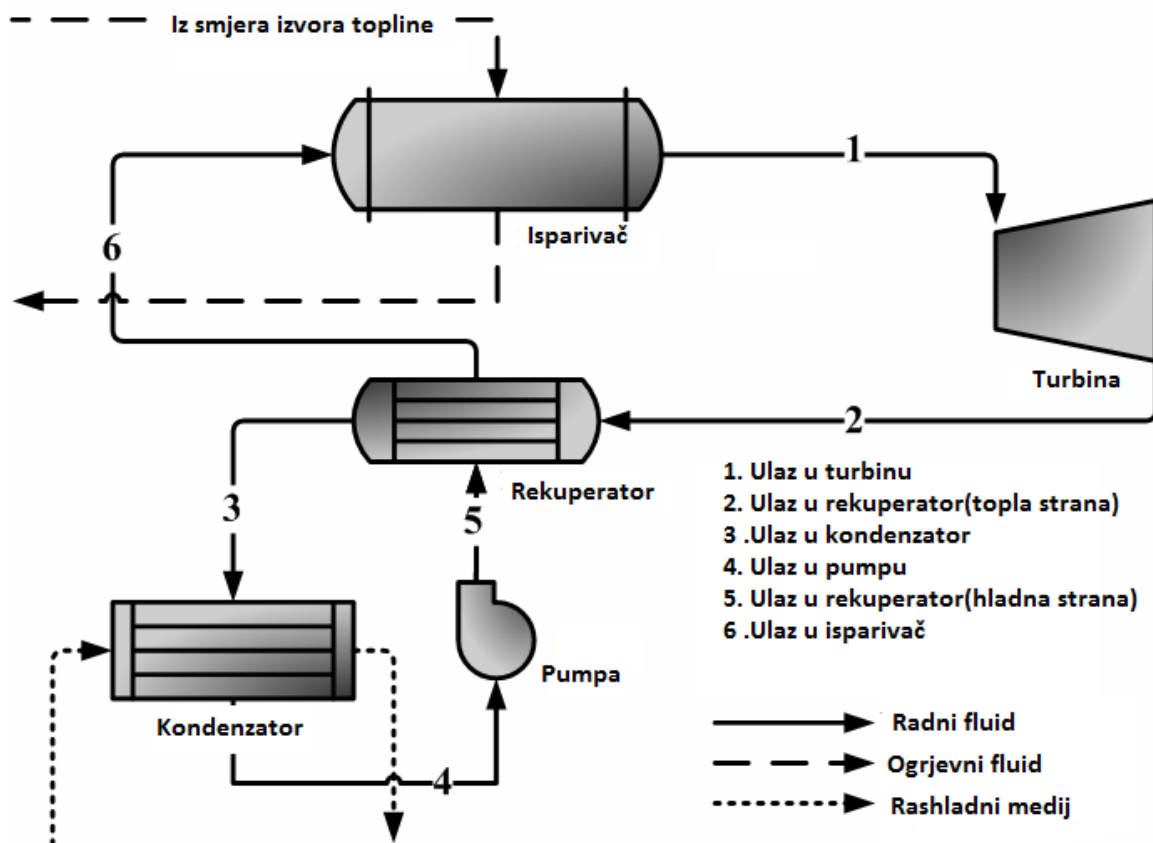 Iz smjera izvora topline
1
Isparivač
6
Turbina
2
Rekuperator
3
5
1. Ulaz u turbinu
2. Ulaz u rekuperator(topla strana)
3 .Ulaz u kondenzator
4. Ulaz u pumpu
5. Ulaz u rekuperator(hladna strana)
6 .Ulaz u isparivač
Pumpa
Kondenzator
4
Radni fluid
Ogrjevni fluid
Rashladni medij